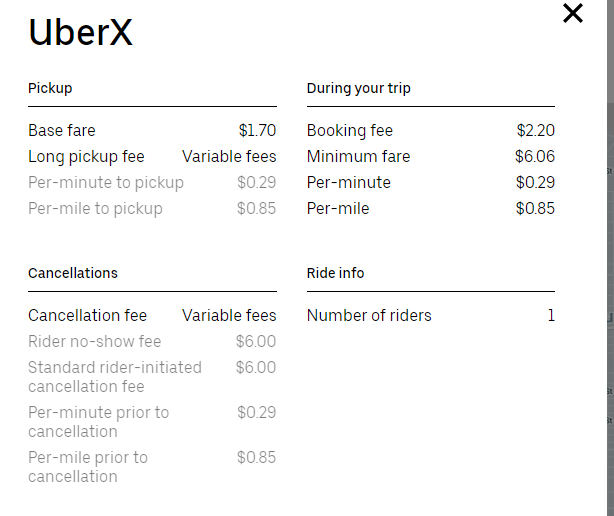 UberX
Pickup
Base fare $1.70
Long pickup fee Variable fees
Per-minute to pickup $0.29
Per-mile to pickup $0.85
During your trip
Booking fee $2.20
Minimum fare $6.06
Per-minute $0.29
Per-mile $0.85
Cancellations
Cancellation fee Variable fees
Rider no-show fee $6.00
Standard rider-initiated $6.00
cancellation fee
Per-minute prior to $0.29
cancellation
Per-mile prior to $0.85
cancellation
Ride info
Number of riders 1